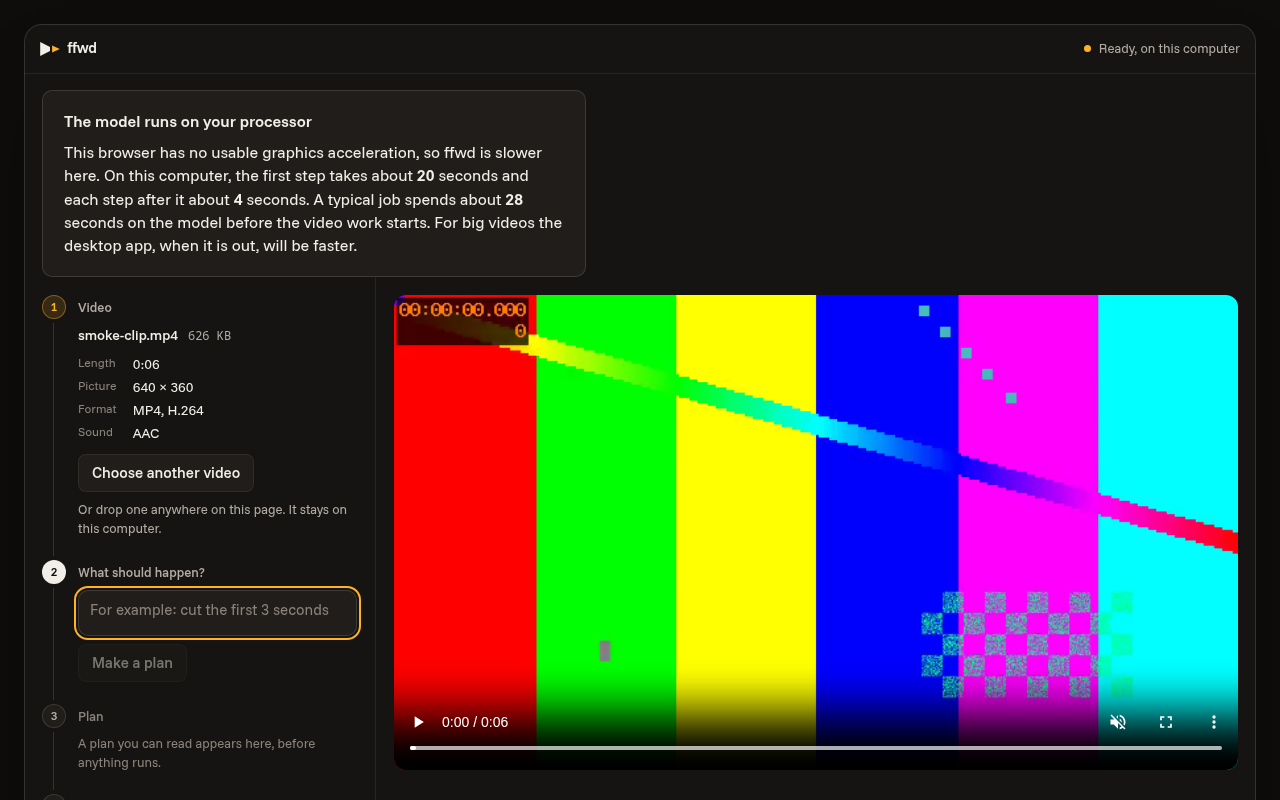 ffwd
Ready, on this computer
The model runs on your processor
This browser has no usable graphics acceleration, so ffwd is slower
here. On this computer, the first step takes about 20 seconds and
each step after it about 4 seconds. A typical job spends about 28
seconds on the model before the video work starts. For big videos the
desktop app, when it is out, will be faster.
1 Video
smoke-clip.mp4 626 KB
Length 0:06
Picture 640 × 360
Format MP4, H.264
Sound AAC
Choose another video
Or drop one anywhere on this page. It stays on
this computer.
2 What should happen?
For example: cut the first 3 seconds
Make a plan
3 Plan
A plan you can read appears here, before
anything runs.
00:00:00.000
0
0:00 / 0:06